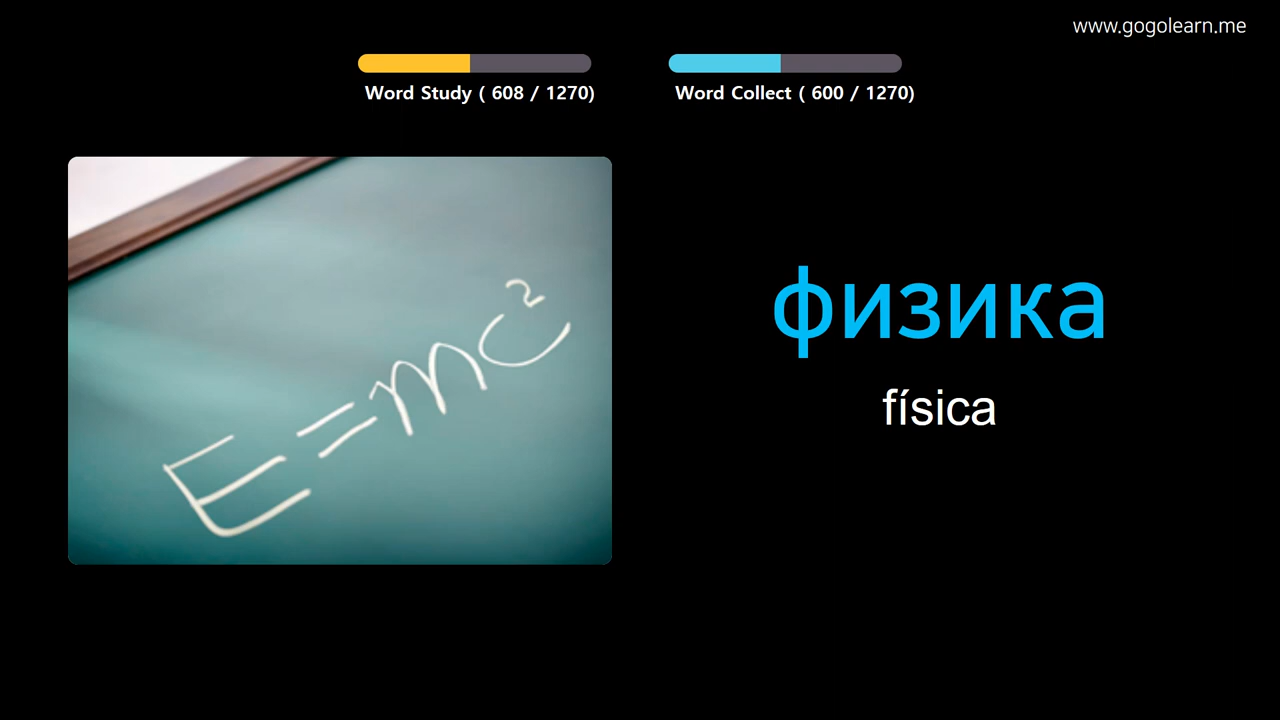 www.gogolearn.me
Word Study ( 608 / 1270)
Word Collect ( 600 / 1270)
E=mc²
физика
física